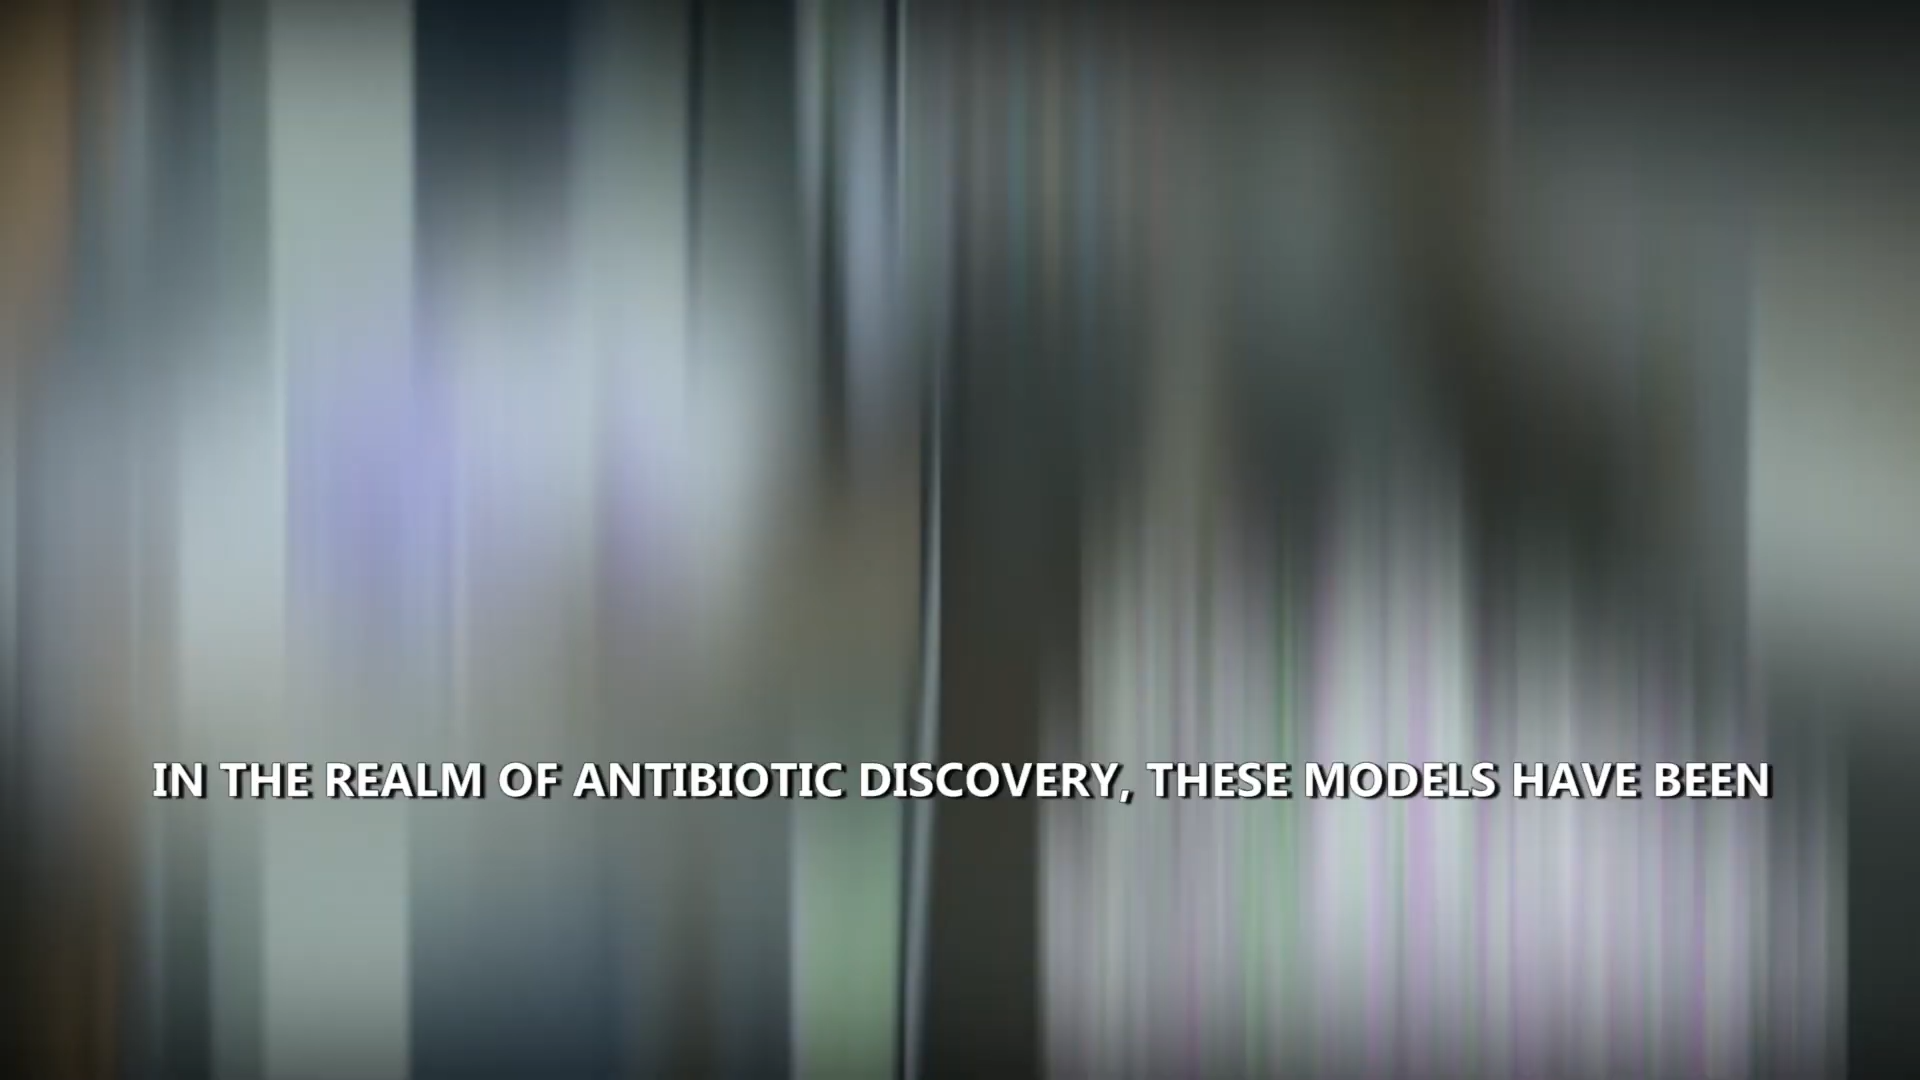 IN THE REALM OF ANTIBIOTIC DISCOVERY, THESE MODELS HAVE BEEN